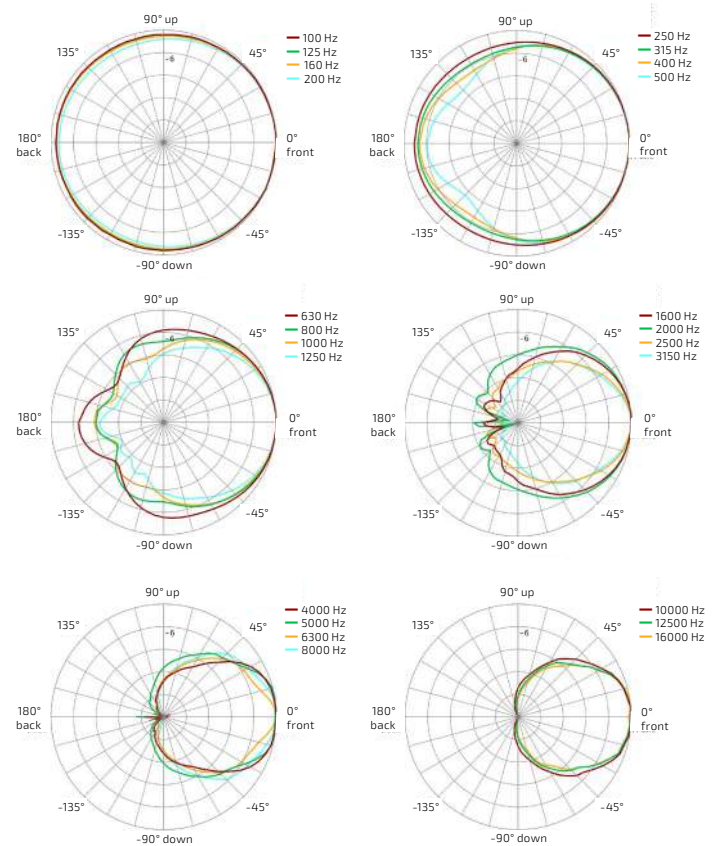 90° up
135°
45°
100 Hz
125 Hz
160 Hz
200 Hz
-6
180°
back
0°
front
-135°
-45°
-90° down
90° up
135°
45°
250 Hz
315 Hz
400 Hz
500 Hz
-6
180°
back
0°
front
-135°
-45°
-90° down
90° up
135°
45°
630 Hz
800 Hz
1000 Hz
1250 Hz
-6
180°
back
0°
front
-135°
-45°
-90° down
90° up
135°
45°
1600 Hz
2000 Hz
2500 Hz
3150 Hz
-6
180°
back
0°
front
-135°
-45°
-90° down
90° up
135°
45°
4000 Hz
5000 Hz
6300 Hz
8000 Hz
-6
180°
back
0°
front
-135°
-45°
-90° down
90° up
135°
45°
10000 Hz
12500 Hz
16000 Hz
-6
180°
back
0°
front
-135°
-45°
-90° down